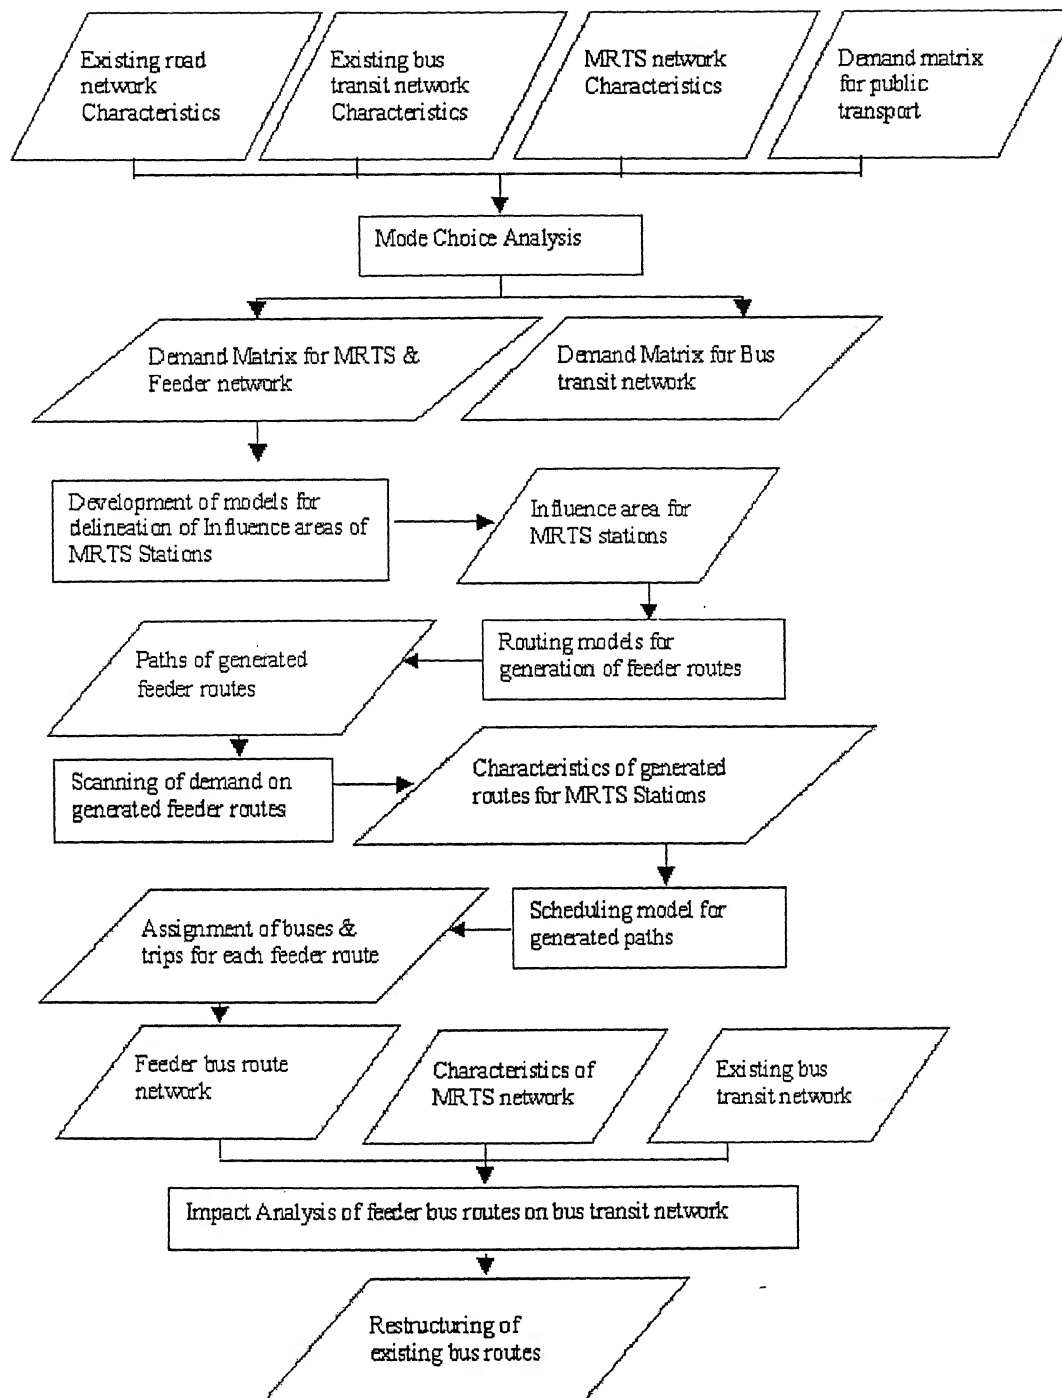 Existing road
network
Characteristics
Existing bus
transit network
Characteristics
MRTS network
Characteristics
Demand matrix
for public
transport
Mode Choice Analysis
Demand Matrix for MRTS &
Feeder network
Demand Matrix for Bus
transit network
Development of models for
delineation of Influence areas of
MRTS Stations
Influence area for
MRTS stations
Routing models for
generation of feeder routes
Paths of generated
feeder routes
Scanning of demand on
generated feeder routes
Characteristics of generated
routes for MRTS Stations
Scheduling model for
generated paths
Assignment of buses &
trips for each feeder route
Feeder bus route
network
Characteristics of
MRTS network
Existing bus
transit network
Impact Analysis of feeder bus routes on bus transit network
Restructuring of
existing bus routes